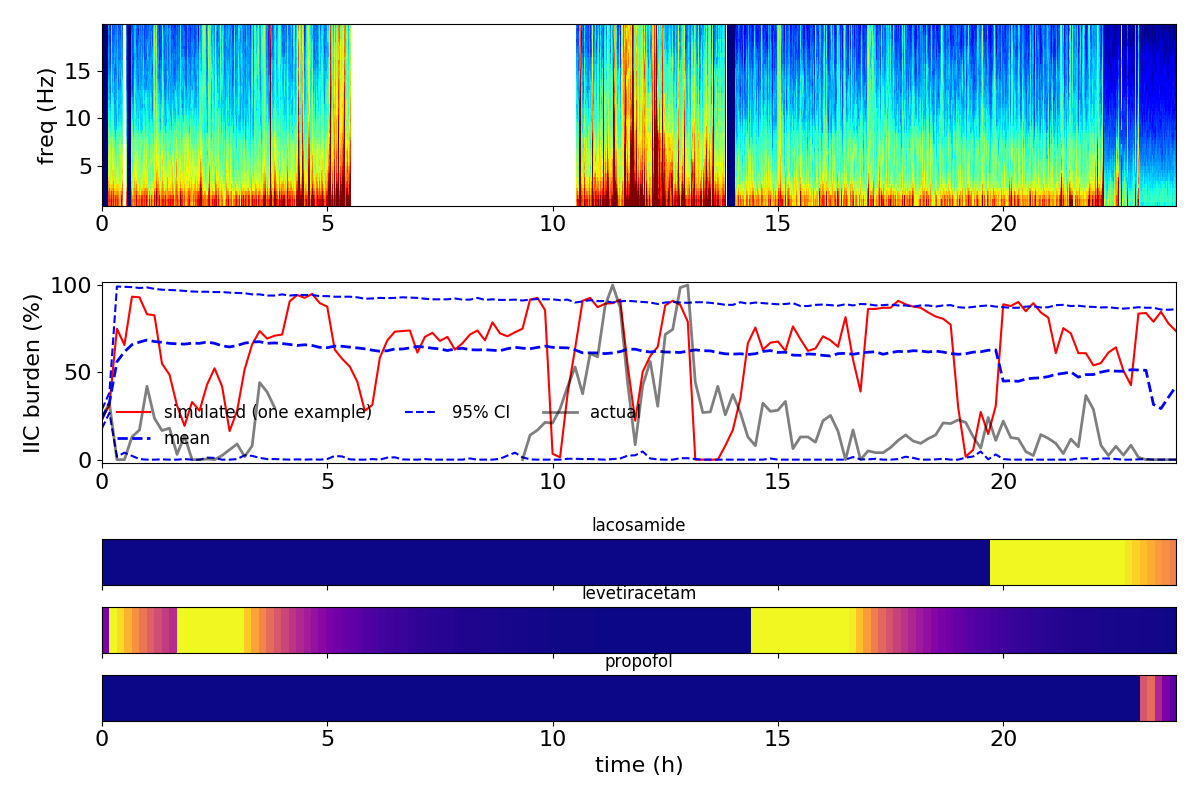 freq (Hz)
15
10
5
0 5 10 15 20
IIC burden (%)
100
50
0
simulated (one example) 95% CI actual
mean
0 5 10 15 20
lacosamide
levetiracetam
propofol
0 5 10 15 20
time (h)